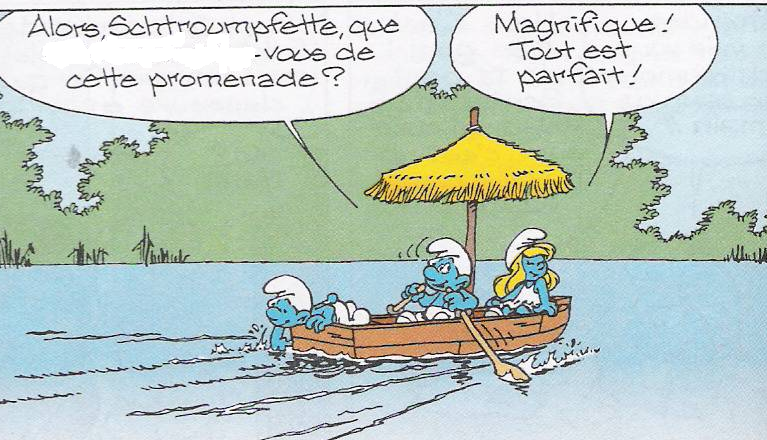 Alors, Schtroumpfette, que
-vous de
cette promenade ?
Magnifique !
Tout est
parfait !